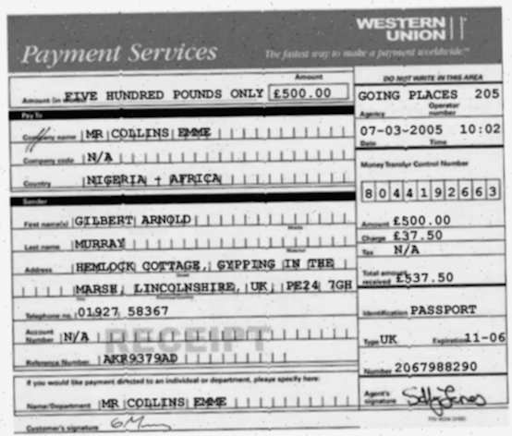 WESTERN
UNION
Payment Services
The fastest way to make a payment worldwide
Amount
Amount (in words) FIVE HUNDRED POUNDS ONLY £500.00
Pay To
Company name MR COLLINS EMME
Company code N/A
Country NIGERIA - AFRICA
Sender
First name(s) GILBERT ARNOLD
Last name MURRAY
Address HEMLOCK COTTAGE, GYPPING IN THE
MARSH, LINCOLNSHIRE, UK, PE24 7GH
Telephone no. 01927 58367
Account
Number N/A
RECEIPT
Reference Number AKR9379AD
If you would like payment directed to an individual or department, please specify here:
Name/Department MR COLLINS EMME
Customer's signature
DO NOT WRITE IN THIS AREA
GOING PLACES 205
Agency Operator
number
07-03-2005 10:02
Date Time
Money Transfer Control Number
8044192663
Amount £500.00
Charge £37.50
Tax N/A
Total amount
received £537.50
Identification PASSPORT
Type UK Expiration 11-06
Number 2067988290
Agent's
signature